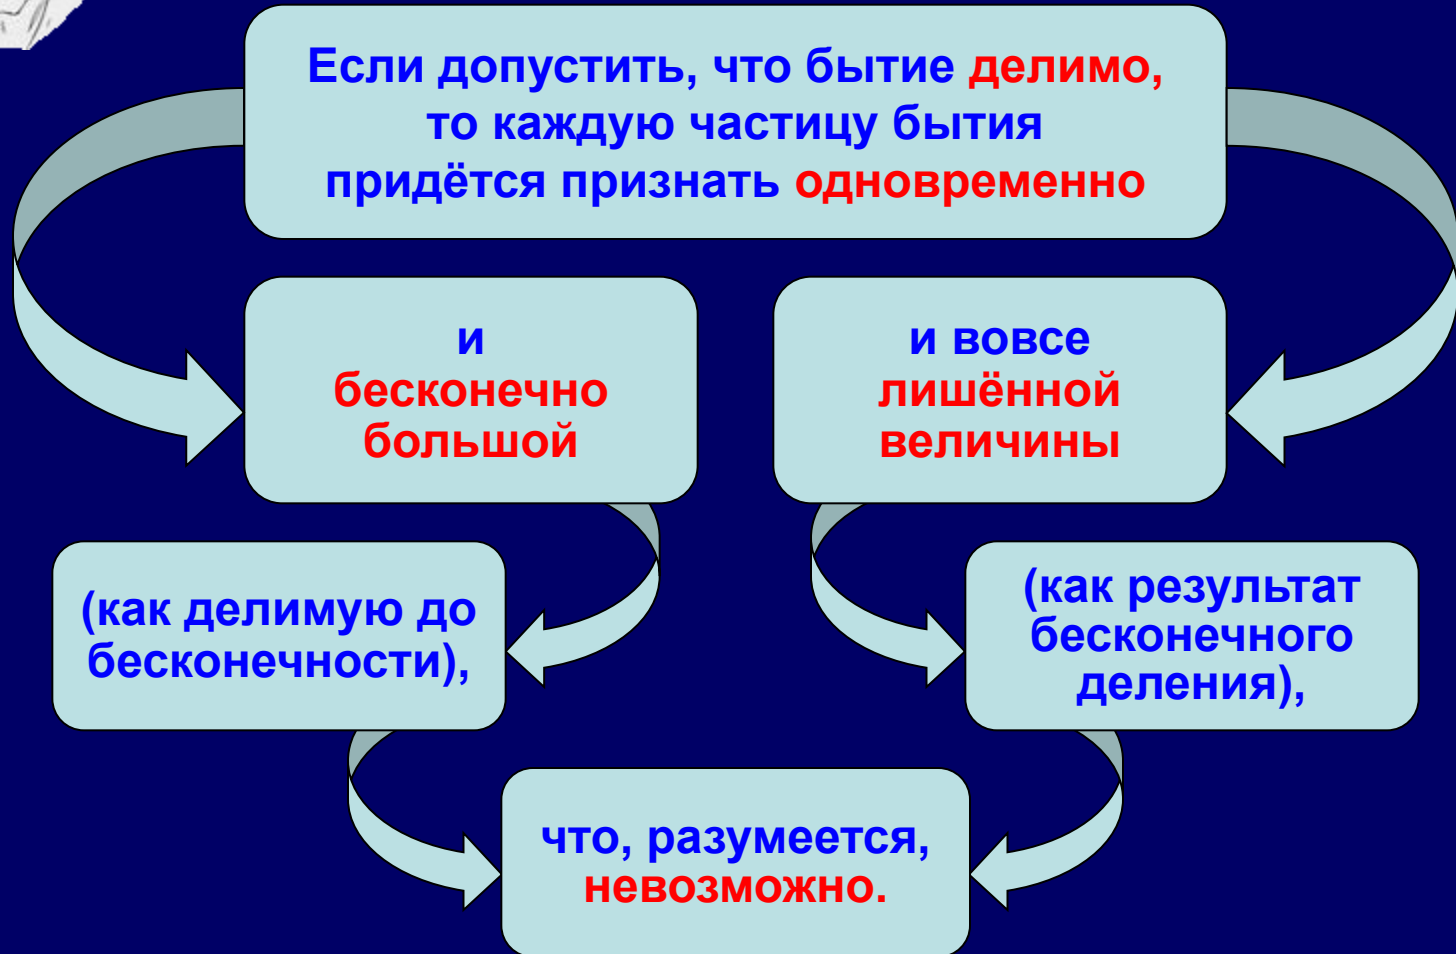 Если допустить, что бытие делимо,
то каждую частицу бытия
придётся признать одновременно
и
бесконечно
большой
и вовсе
лишённой
величины
(как делимую до
бесконечности),
(как результат
бесконечного
деления),
что, разумеется,
невозможно.